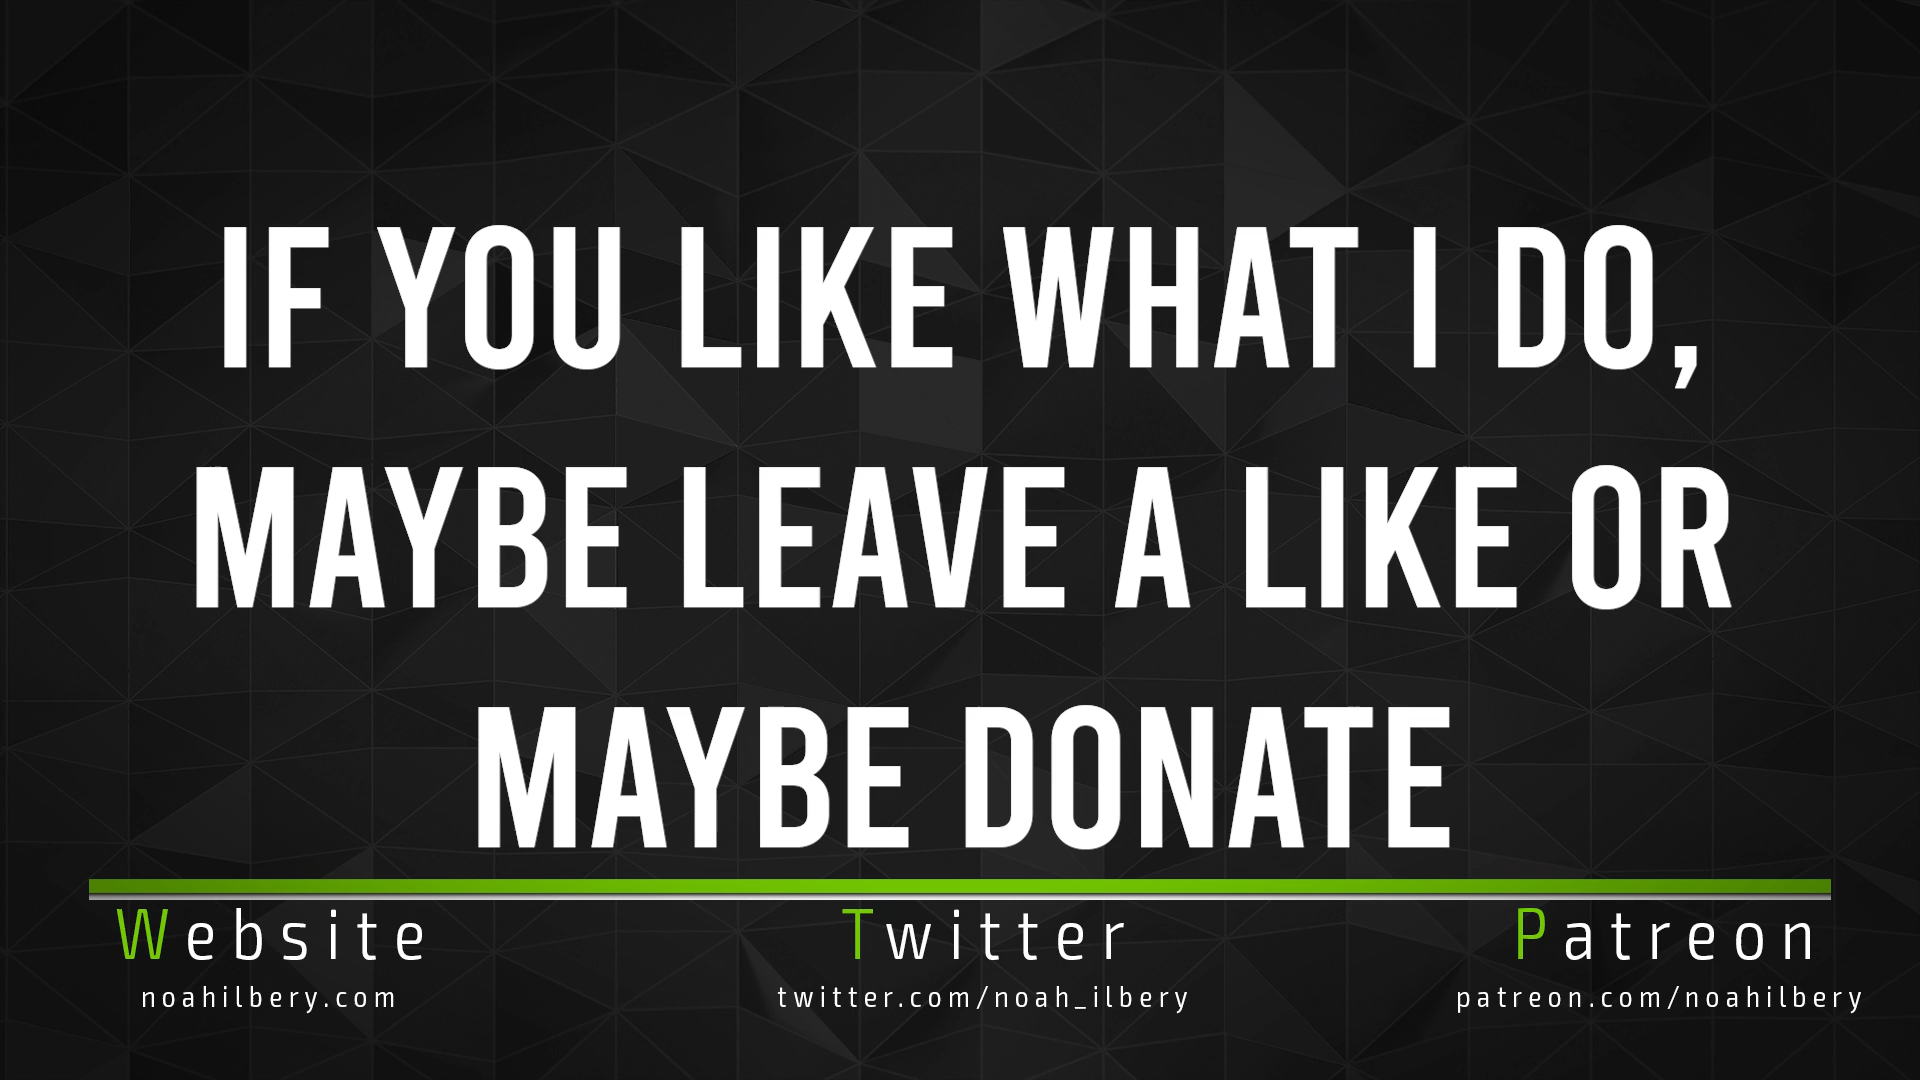 IF YOU LIKE WHAT I DO,
MAYBE LEAVE A LIKE OR
MAYBE DONATE
Website
Twitter
Patreon
noahilbery.com
twitter.com/noah_ilbery
patreon.com/noahilbery